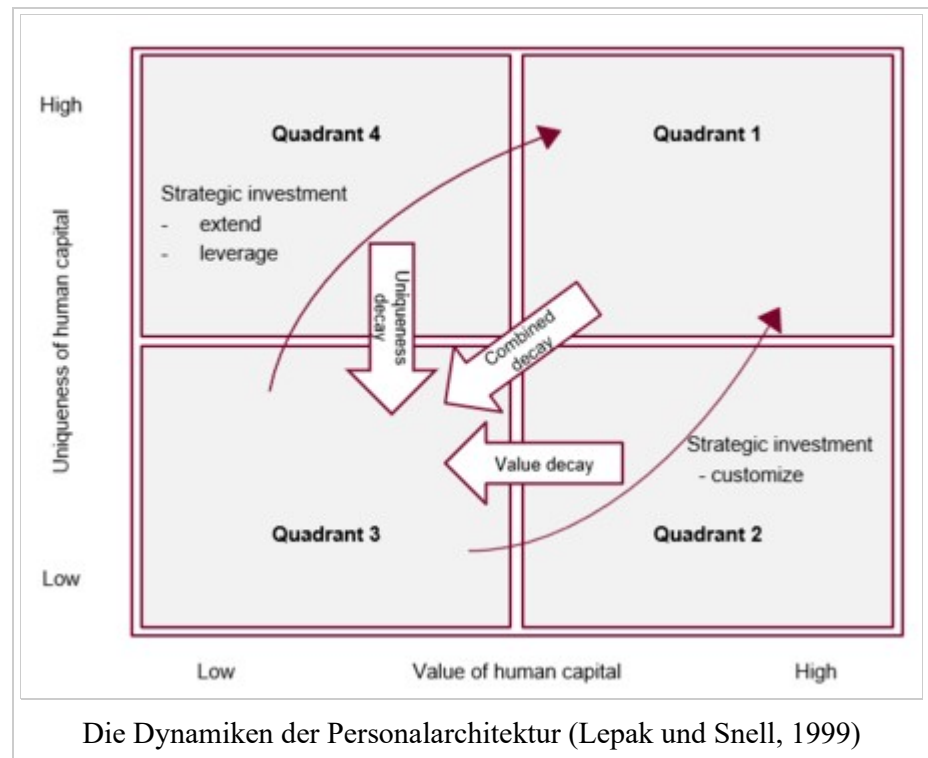 High
Quadrant 4
Quadrant 1
Strategic investment
- extend
- leverage
Uniqueness of human capital
Uniqueness
decay
Combined
decay
Strategic investment
- customize
Value decay
Quadrant 3
Quadrant 2
Low
Low
Value of human capital
High
Die Dynamiken der Personalarchitektur (Lepak und Snell, 1999)